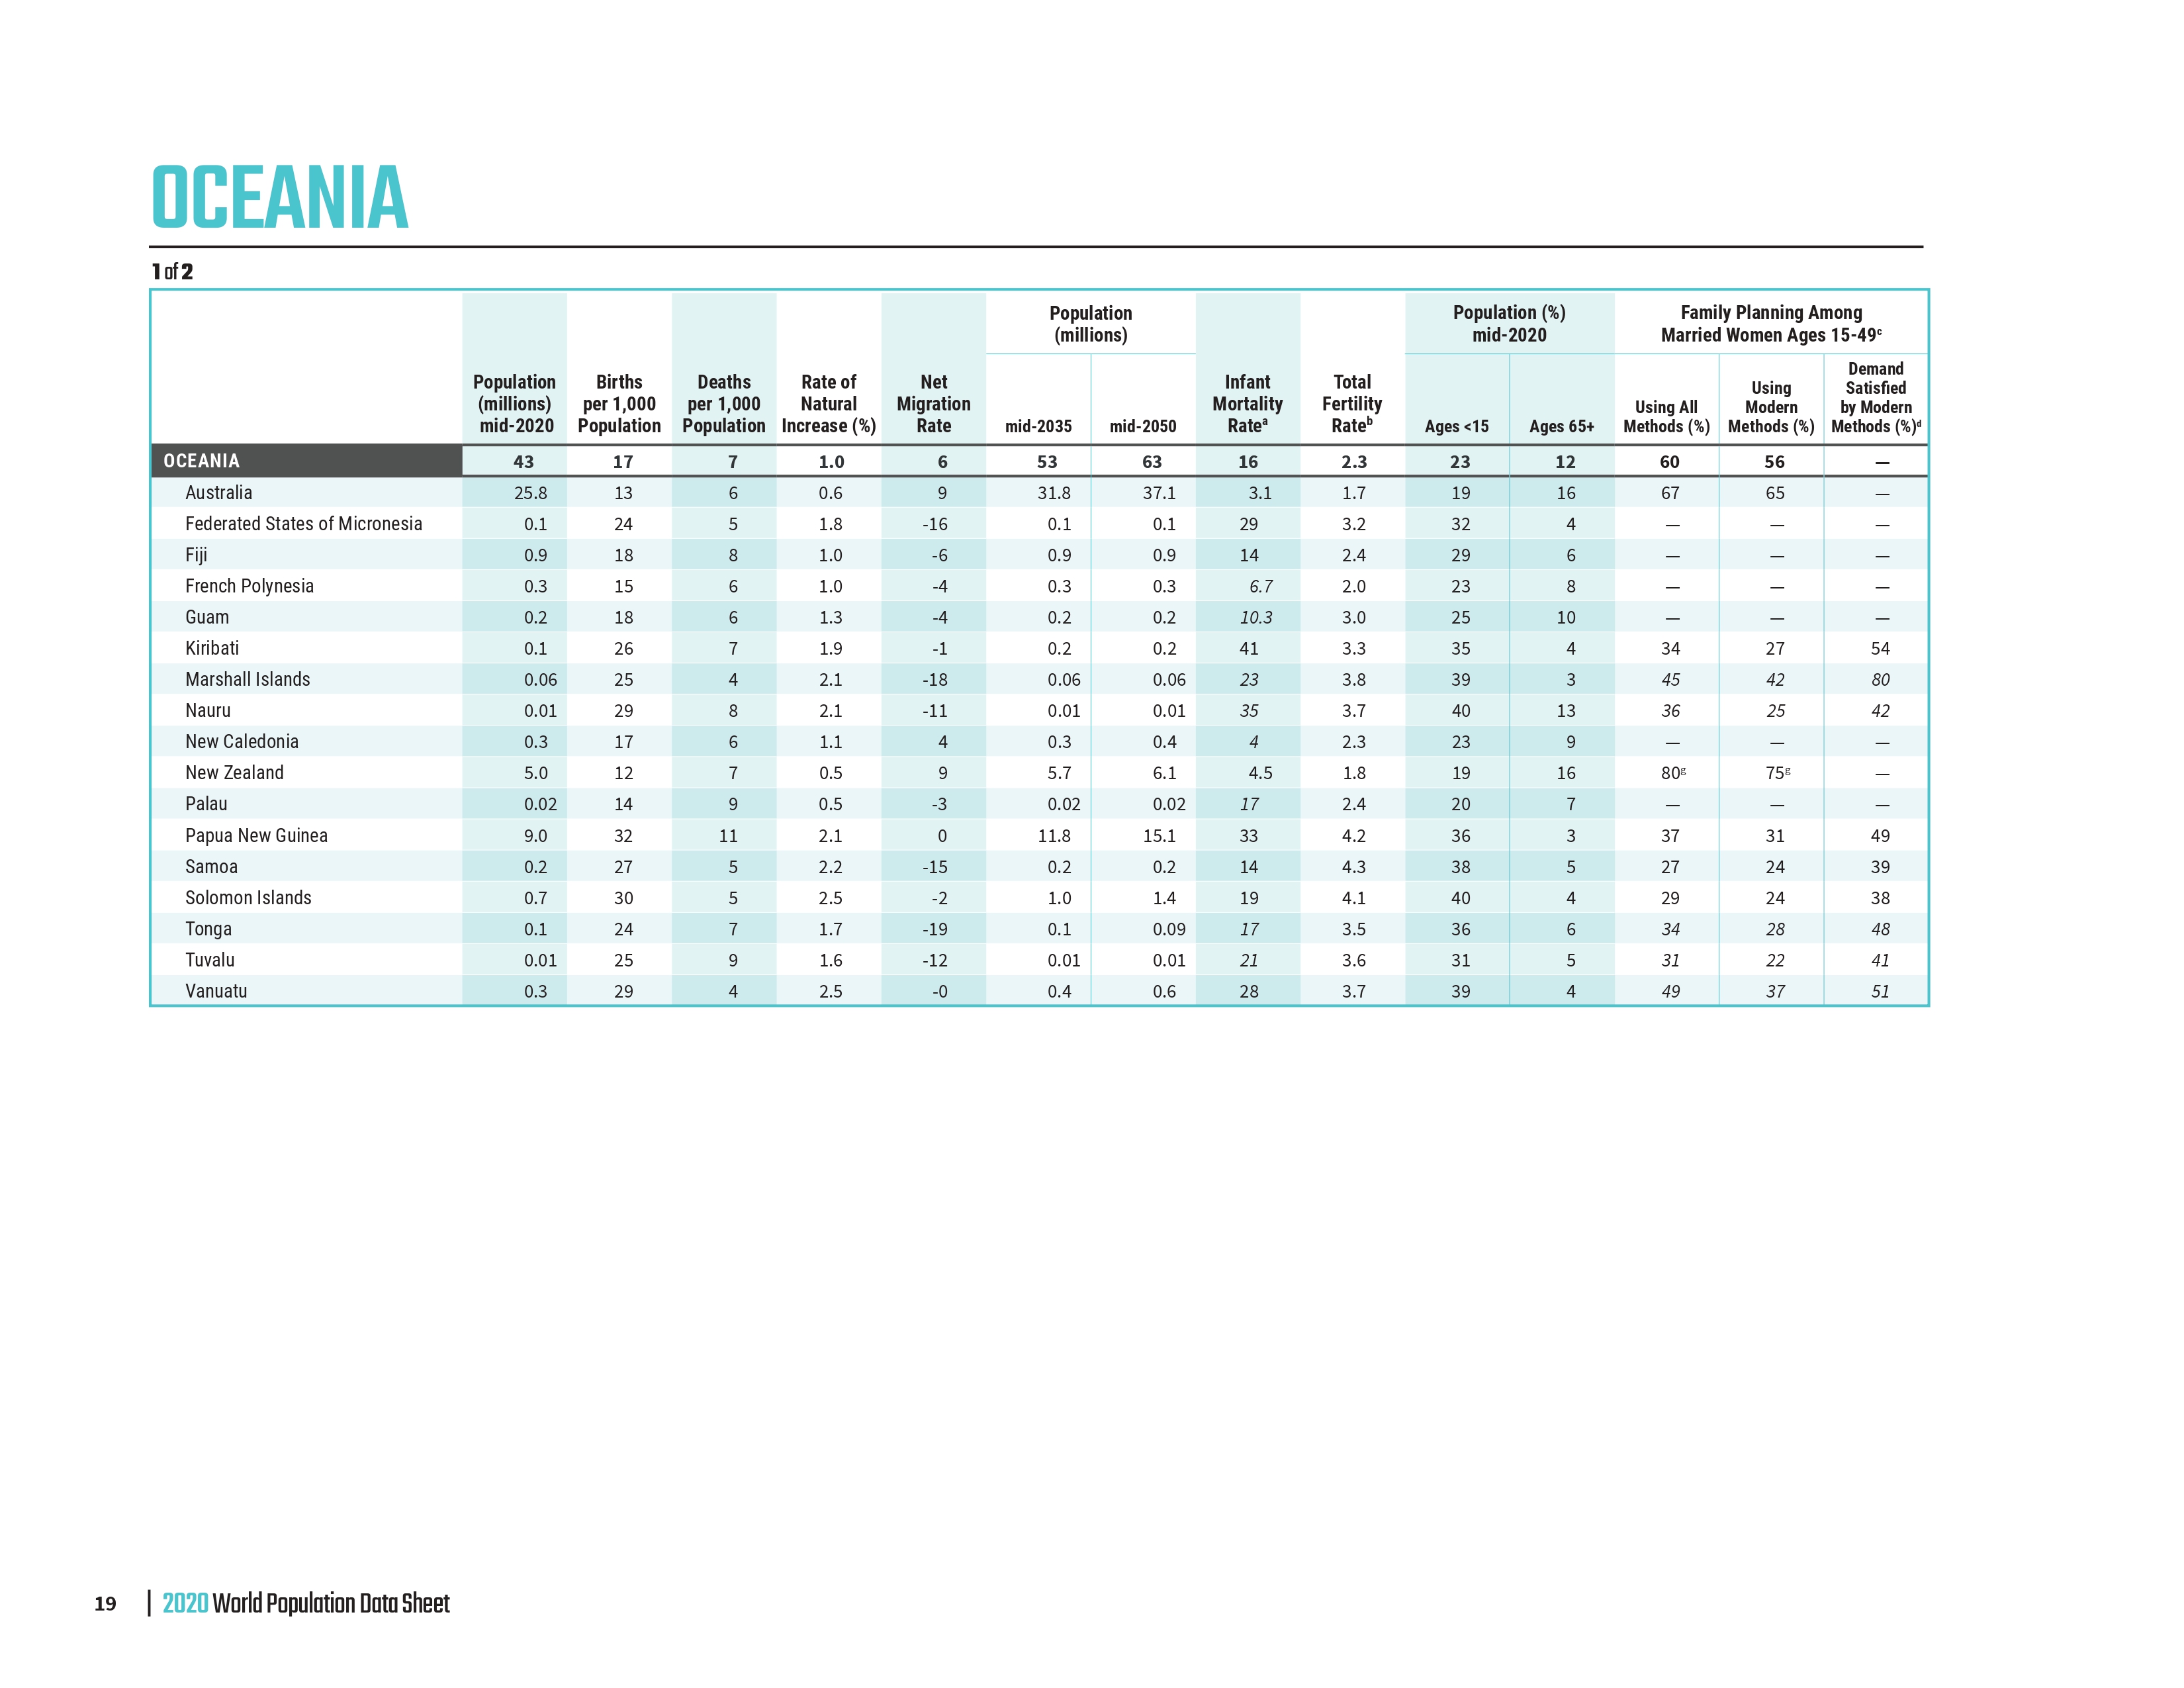 OCEANIA
1 of 2
Population (millions) mid-2020 Births per 1,000 Population Deaths per 1,000 Population Rate of Natural Increase (%) Net Migration Rate Population (millions) mid-2035 mid-2050 Infant Mortality Rateᵃ Total Fertility Rateᵇ Population (%) mid-2020 Ages <15 Ages 65+ Family Planning Among Married Women Ages 15-49ᶜ Using All Methods (%) Using Modern Methods (%) Demand Satisfied by Modern Methods (%)ᵈ
OCEANIA 43 17 7 1.0 6 53 63 16 2.3 23 12 60 56 —
Australia 25.8 13 6 0.6 9 31.8 37.1 3.1 1.7 19 16 67 65 —
Federated States of Micronesia 0.1 24 5 1.8 -16 0.1 0.1 29 3.2 32 4 — — —
Fiji 0.9 18 8 1.0 -6 0.9 0.9 14 2.4 29 6 — — —
French Polynesia 0.3 15 6 1.0 -4 0.3 0.3 6.7 2.0 23 8 — — —
Guam 0.2 18 6 1.3 -4 0.2 0.2 10.3 3.0 25 10 — — —
Kiribati 0.1 26 7 1.9 -1 0.2 0.2 41 3.3 35 4 34 27 54
Marshall Islands 0.06 25 4 2.1 -18 0.06 0.06 23 3.8 39 3 45 42 80
Nauru 0.01 29 8 2.1 -11 0.01 0.01 35 3.7 40 13 36 25 42
New Caledonia 0.3 17 6 1.1 4 0.3 0.4 4 2.3 23 9 — — —
New Zealand 5.0 12 7 0.5 9 5.7 6.1 4.5 1.8 19 16 80ᵍ 75ᵍ —
Palau 0.02 14 9 0.5 -3 0.02 0.02 17 2.4 20 7 — — —
Papua New Guinea 9.0 32 11 2.1 0 11.8 15.1 33 4.2 36 3 37 31 49
Samoa 0.2 27 5 2.2 -15 0.2 0.2 14 4.3 38 5 27 24 39
Solomon Islands 0.7 30 5 2.5 -2 1.0 1.4 19 4.1 40 4 29 24 38
Tonga 0.1 24 7 1.7 -19 0.1 0.09 17 3.5 36 6 34 28 48
Tuvalu 0.01 25 9 1.6 -12 0.01 0.01 21 3.6 31 5 31 22 41
Vanuatu 0.3 29 4 2.5 -0 0.4 0.6 28 3.7 39 4 49 37 51
19 | 2020 World Population Data Sheet